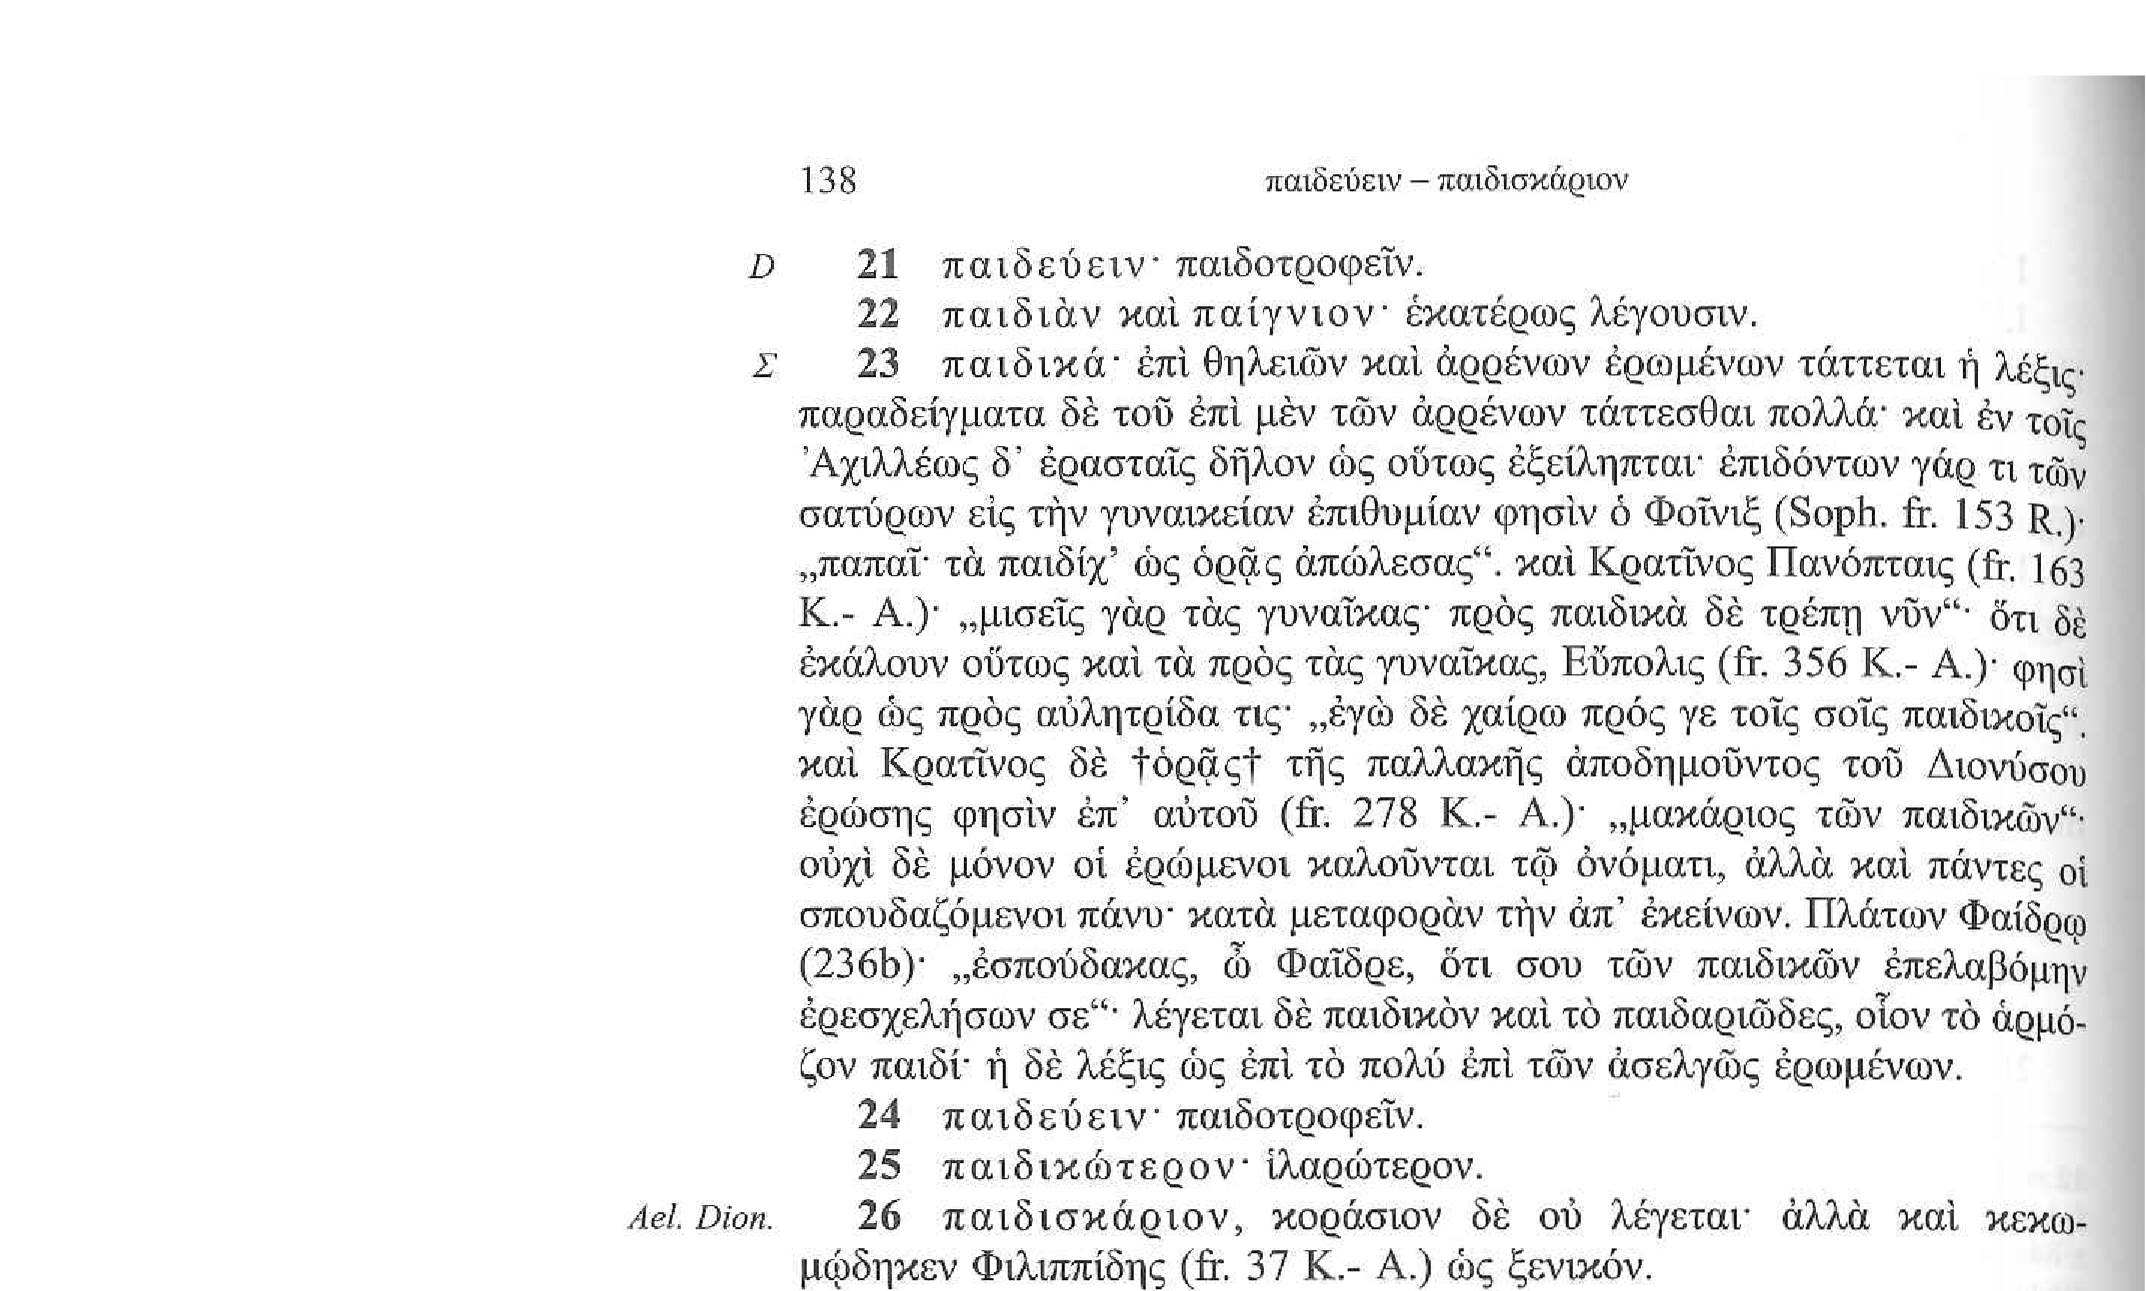 138 παιδεύειν – παιδισκάριον
D 21 παιδεύειν· παιδοτροφεῖν.
22 παιδιὰν καὶ παίγνιον· ἑκατέρως λέγουσιν.
Σ 23 παιδικά· ἐπὶ θηλειῶν καὶ ἀρρένων ἐρωμένων τάττεται ἡ λέξις·
παραδείγματα δὲ τοῦ ἐπὶ μὲν τῶν ἀρρένων τάττεσθαι πολλά· καὶ ἐν τοῖς
Ἀχιλλέως δ’ ἐρασταῖς δῆλον ὡς οὕτως ἐξείληπται· ἐπιδόντων γάρ τι τῶν
σατύρων εἰς τὴν γυναικείαν ἐπιθυμίαν φησὶν ὁ Φοῖνιξ (Soph. fr. 153 R.)·
„παπαῖ· τὰ παιδίχ’ ὡς ὁρᾷς ἀπώλεσας“. καὶ Κρατῖνος Πανόπταις (fr. 163
K.- A.)· „μισεῖς γὰρ τὰς γυναῖκας· πρὸς παιδικὰ δὲ τρέπῃ νῦν“· ὅτι δὲ
ἐκάλουν οὕτως καὶ τὰ πρὸς τὰς γυναῖκας, Εὔπολις (fr. 356 K.- A.)· φησὶ
γὰρ ὡς πρὸς αὐλητρίδα τις· „ἐγὼ δὲ χαίρω πρός γε τοῖς σοῖς παιδικοῖς“.
καὶ Κρατῖνος δὲ †ὁρᾷς† τῆς παλλακῆς ἀποδημοῦντος τοῦ Διονύσου
ἐρώσης φησὶν ἐπ’ αὐτοῦ (fr. 278 K.- A.)· „μακάριος τῶν παιδικῶν“·
οὐχὶ δὲ μόνον οἱ ἐρώμενοι καλοῦνται τῷ ὀνόματι, ἀλλὰ καὶ πάντες οἱ
σπουδαζόμενοι πάνυ· κατὰ μεταφορὰν τὴν ἀπ’ ἐκείνων. Πλάτων Φαίδρῳ
(236b)· „ἐσπούδακας, ὦ Φαῖδρε, ὅτι σου τῶν παιδικῶν ἐπελαβόμην
ἐρεσχελήσων σε“· λέγεται δὲ παιδικὸν καὶ τὸ παιδαριῶδες, οἷον τὸ ἁρμό-
ζον παιδί· ἡ δὲ λέξις ὡς ἐπὶ τὸ πολύ ἐπὶ τῶν ἀσελγῶς ἐρωμένων.
24 παιδεύειν· παιδοτροφεῖν.
25 παιδικώτερον· ἱλαρώτερον.
Ael. Dion. 26 παιδισκάριον, κοράσιον δὲ οὐ λέγεται· ἀλλὰ καὶ κεκω-
μῴδηκεν Φιλιππίδης (fr. 37 K.- A.) ὡς ξενικόν.